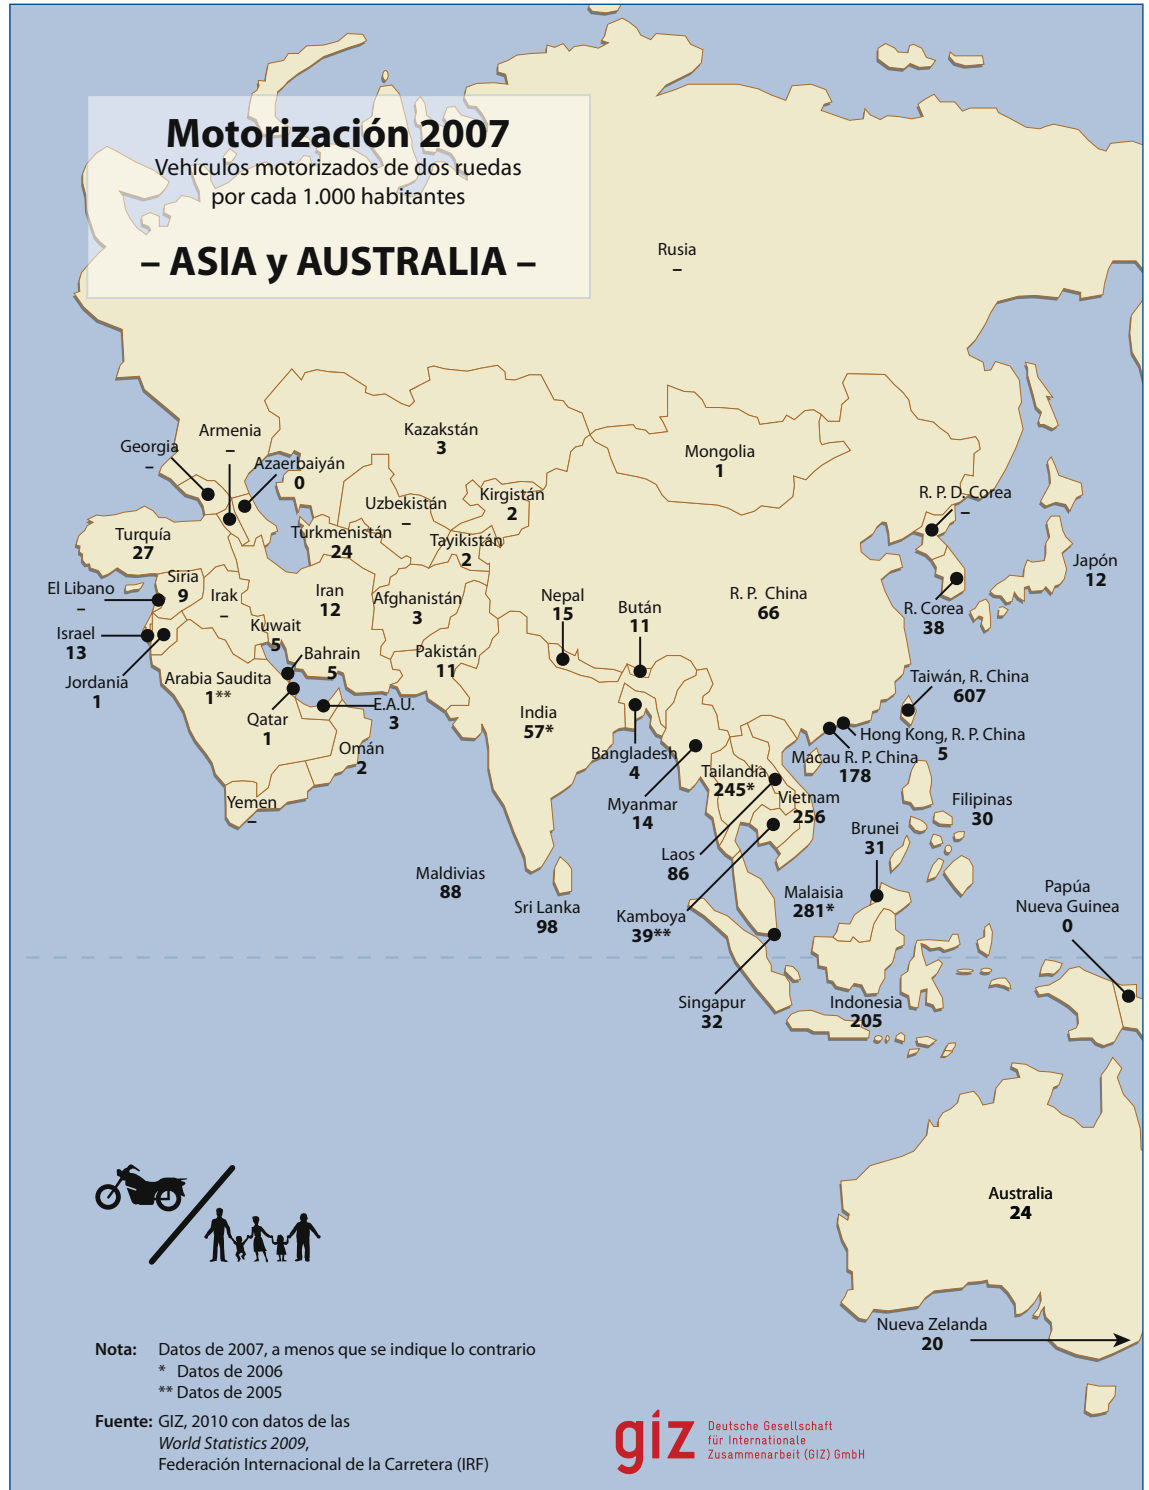 Motorización 2007
Vehículos motorizados de dos ruedas
por cada 1.000 habitantes
– ASIA y AUSTRALIA –
Rusia
–
Georgia
–
Armenia
–
Azaerbaiyán
0
Kazakstán
3
Mongolia
1
Uzbekistán
–
Kirgistán
2
R. P. D. Corea
–
Turquía
27
Turkmenistán
24
Tayikistán
2
Japón
12
El Libano
–
Siria
9
Irak
–
Iran
12
Afghanistán
3
Nepal
15
Bután
11
R. P. China
66
R. Corea
38
Israel
13
Kuwait
5
Bahrain
5
Pakistán
11
Jordania
1
Arabia Saudita
1**
Qatar
1
E.A.U.
3
Omán
2
Yemen
–
India
57*
Bangladesh
4
Myanmar
14
Taiwán, R. China
607
Hong Kong, R. P. China
5
Macau R. P. China
178
Tailandia
245*
Vietnam
256
Filipinas
30
Laos
86
Brunei
31
Maldivias
88
Sri Lanka
98
Kamboya
39**
Malaisia
281*
Papúa
Nueva Guinea
0
Singapur
32
Indonesia
205
Australia
24
Nueva Zelanda
20
Nota: Datos de 2007, a menos que se indique lo contrario
* Datos de 2006
** Datos de 2005
Fuente: GIZ, 2010 con datos de las
World Statistics 2009,
Federación Internacional de la Carretera (IRF)
giz
Deutsche Gesellschaft
für Internationale
Zusammenarbeit (GIZ) GmbH